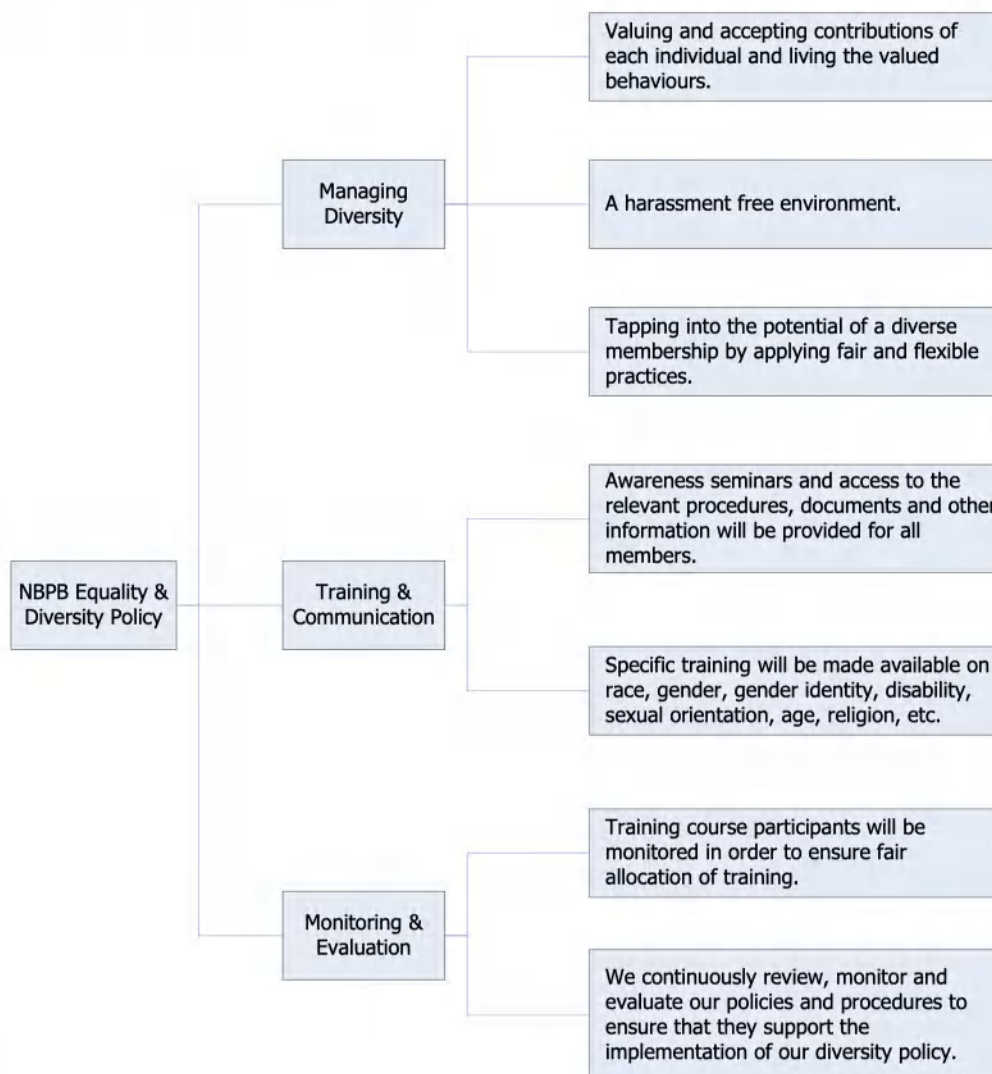 Valuing and accepting contributions of
each individual and living the valued
behaviours.
Managing
Diversity
A harassment free environment.
Tapping into the potential of a diverse
membership by applying fair and flexible
practices.
Awareness seminars and access to the
relevant procedures, documents and other
information will be provided for all
members.
NBPB Equality &
Diversity Policy
Training &
Communication
Specific training will be made available on
race, gender, gender identity, disability,
sexual orientation, age, religion, etc.
Training course participants will be
monitored in order to ensure fair
allocation of training.
Monitoring &
Evaluation
We continuously review, monitor and
evaluate our policies and procedures to
ensure that they support the
implementation of our diversity policy.